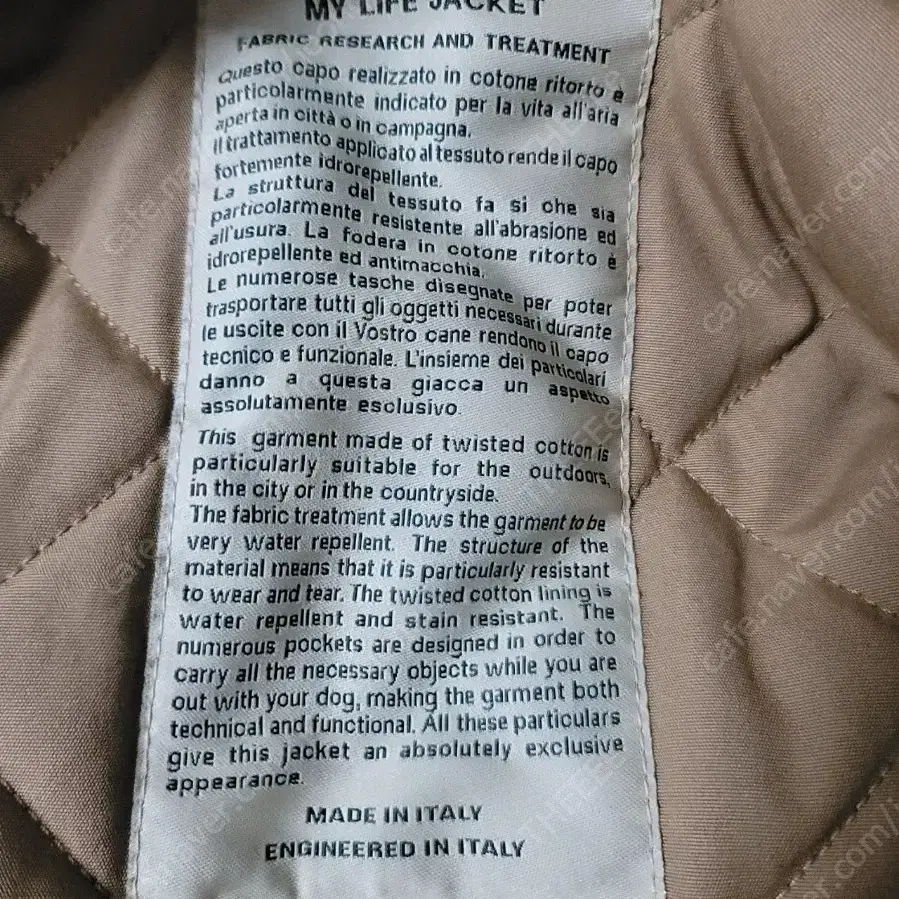 MY LIFE JACKET
FABRIC RESEARCH AND TREATMENT
Questo capo realizzato in cotone ritorto è
particolarmente indicato per la vita all'aria
aperta in città o in campagna.
Il trattamento applicato al tessuto rende il capo
fortemente idrorepellente.
La struttura del tessuto fa si che sia
particolarmente resistente all'abrasione ed
all'usura. La fodera in cotone ritorto è
idrorepellente ed antimacchia.
Le numerose tasche disegnate per poter
trasportare tutti gli oggetti necessari durante
le uscite con il Vostro cane rendono il capo
tecnico e funzionale. L'insieme dei particolari
danno a questa giacca un aspetto
assolutamente esclusivo.
This garment made of twisted cotton is
particularly suitable for the outdoors,
in the city or in the countryside.
The fabric treatment allows the garment to be
very water repellent. The structure of the
material means that it is particularly resistant
to wear and tear. The twisted cotton lining is
water repellent and stain resistant. The
numerous pockets are designed in order to
carry all the necessary objects while you are
out with your dog, making the garment both
technical and functional. All these particulars
give this jacket an absolutely exclusive
appearance.
MADE IN ITALY
ENGINEERED IN ITALY